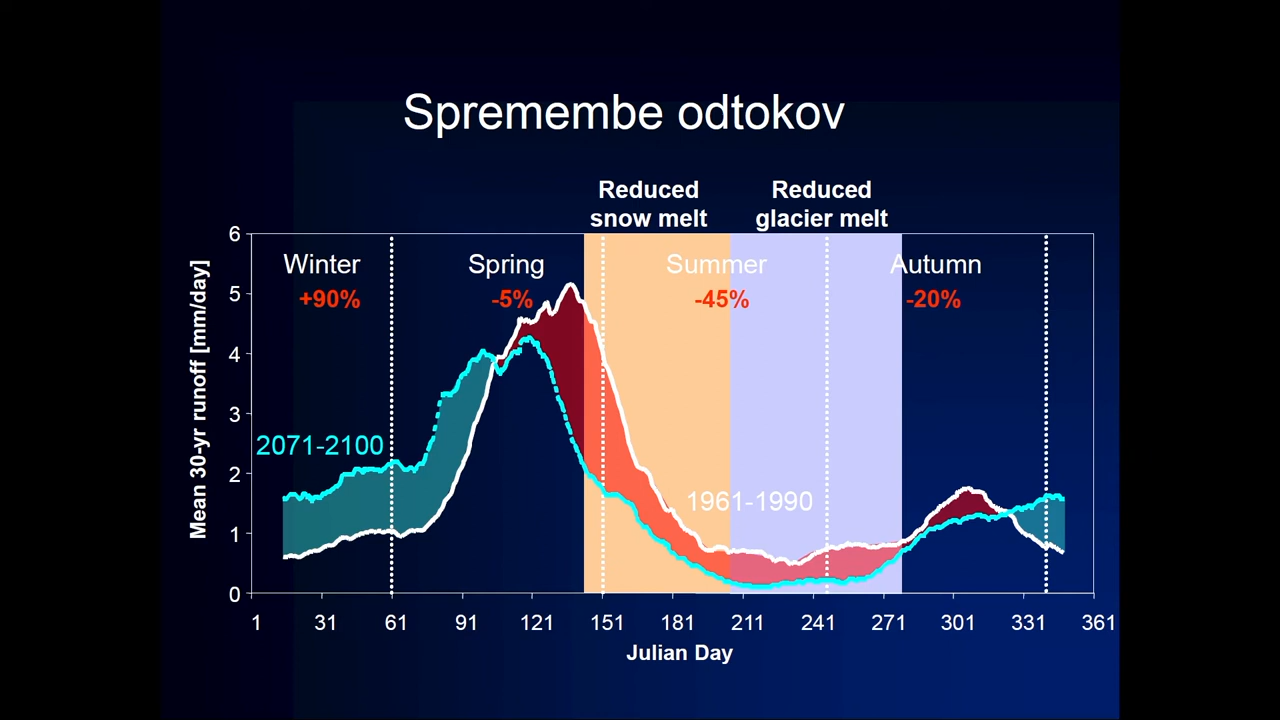 Spremembe odtokov
Reduced
snow melt
Reduced
glacier melt
Winter
Spring
Summer
Autumn
+90%
-5%
-45%
-20%
2071-2100
1961-1990
Mean 30-yr runoff [mm/day]
6
5
4
3
2
1
0
1 31 61 91 121 151 181 211 241 271 301 331 361
Julian Day